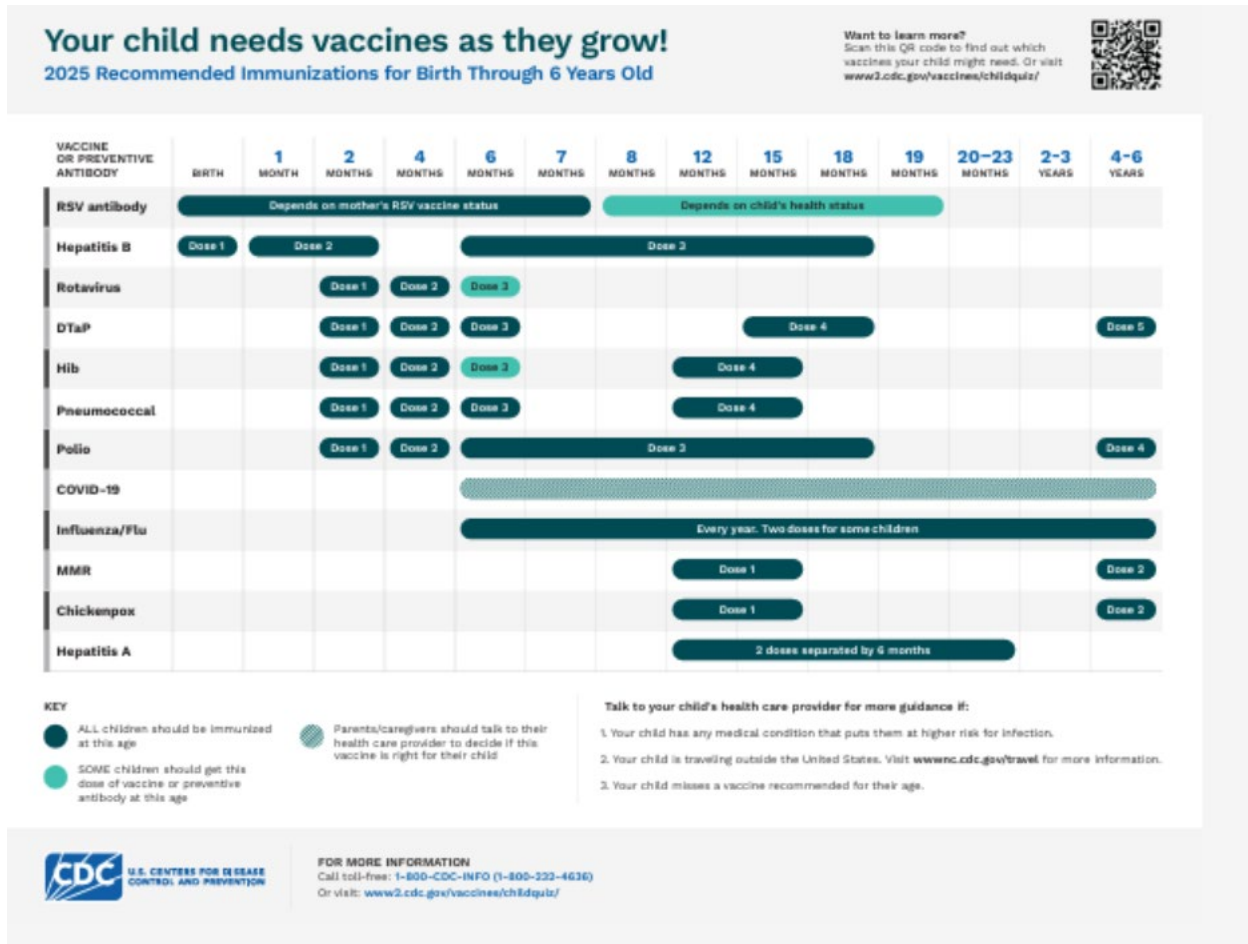 Your child needs vaccines as they grow!
2025 Recommended Immunizations for Birth Through 6 Years Old
Want to learn more?
Scan this QR code to find out which
vaccines your child might need. Or visit
www2.cdc.gov/vaccines/childquiz/
VACCINE
OR PREVENTIVE
ANTIBODY
BIRTH
1 MONTH
2 MONTHS
4 MONTHS
6 MONTHS
7 MONTHS
8 MONTHS
12 MONTHS
15 MONTHS
18 MONTHS
19 MONTHS
20–23 MONTHS
2-3 YEARS
4-6 YEARS
RSV antibody Depends on mother's RSV vaccine status Depends on child's health status
Hepatitis B Dose 1 Dose 2 Dose 3
Rotavirus Dose 1 Dose 2 Dose 3
DTaP Dose 1 Dose 2 Dose 3 Dose 4 Dose 5
Hib Dose 1 Dose 2 Dose 3 Dose 4
Pneumococcal Dose 1 Dose 2 Dose 3 Dose 4
Polio Dose 1 Dose 2 Dose 3 Dose 4
COVID-19
Influenza/Flu Every year. Two doses for some children
MMR Dose 1 Dose 2
Chickenpox Dose 1 Dose 2
Hepatitis A 2 doses separated by 6 months
KEY
ALL children should be immunized
at this age
SOME children should get this
dose of vaccine or preventive
antibody at this age
Parents/caregivers should talk to their
health care provider to decide if this
vaccine is right for their child
Talk to your child's health care provider for more guidance if:
1. Your child has any medical condition that puts them at higher risk for infection.
2. Your child is traveling outside the United States. Visit wwwnc.cdc.gov/travel for more information.
3. Your child misses a vaccine recommended for their age.
CDC
U.S. CENTERS FOR DISEASE
CONTROL AND PREVENTION
FOR MORE INFORMATION
Call toll-free: 1-800-CDC-INFO (1-800-232-4636)
Or visit: www2.cdc.gov/vaccines/childquiz/